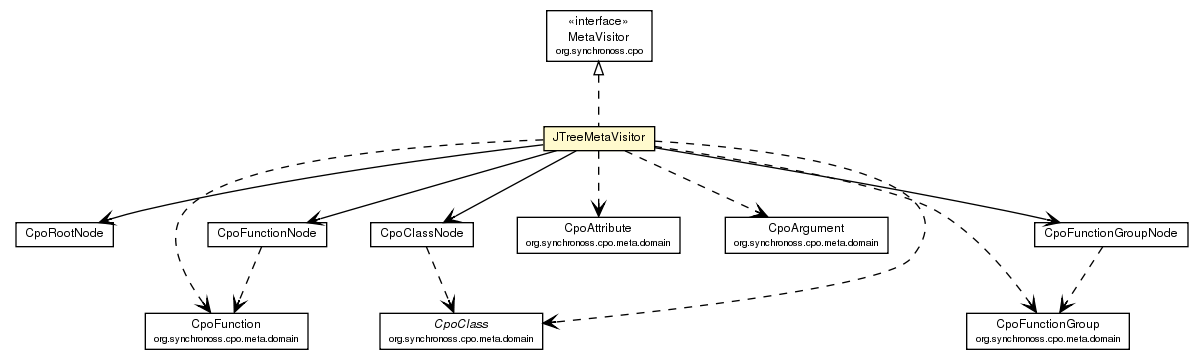 «interface»
MetaVisitor
org.synchronoss.cpo
JTreeMetaVisitor
CpoRootNode
CpoFunctionNode
CpoClassNode
CpoAttribute
org.synchronoss.cpo.meta.domain
CpoArgument
org.synchronoss.cpo.meta.domain
CpoFunctionGroupNode
CpoFunction
org.synchronoss.cpo.meta.domain
CpoClass
org.synchronoss.cpo.meta.domain
CpoFunctionGroup
org.synchronoss.cpo.meta.domain